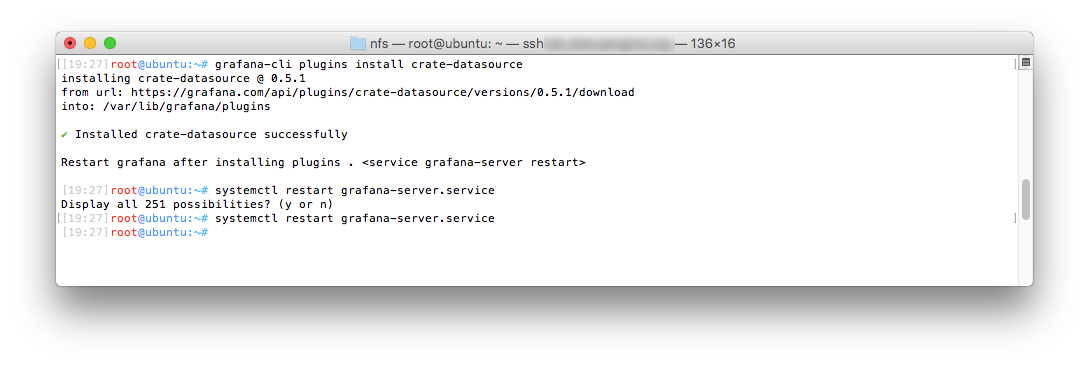 nfs — root@ubuntu: ~ — ssh — 136×16
[[19:27]root@ubuntu:~# grafana-cli plugins install crate-datasource ]
installing crate-datasource @ 0.5.1
from url: https://grafana.com/api/plugins/crate-datasource/versions/0.5.1/download
into: /var/lib/grafana/plugins
✔ Installed crate-datasource successfully
Restart grafana after installing plugins . <service grafana-server restart>
[19:27]root@ubuntu:~# systemctl restart grafana-server.service
Display all 251 possibilities? (y or n)
[[19:27]root@ubuntu:~# systemctl restart grafana-server.service ]
[19:27]root@ubuntu:~#